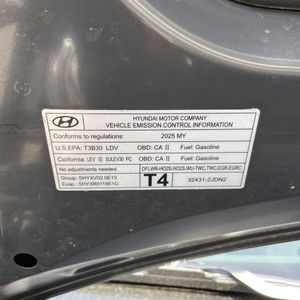 HYUNDAI MOTOR COMPANY
VEHICLE EMISSION CONTROL INFORMATION
Conforms to regulations: 2025 MY
U.S.EPA: T3B30 LDV OBD: CA II Fuel: Gasoline
California: LEV III SULEV30 PC OBD: CA II Fuel: Gasoline
No adjustments needed. DFI,WR-HO2S,HO2S,WU-TWC,TWC,EGR,EGRC
Group: SHYXV02.0E13
Evap: SHYXR0118E1G
T4
32431-2JDN2